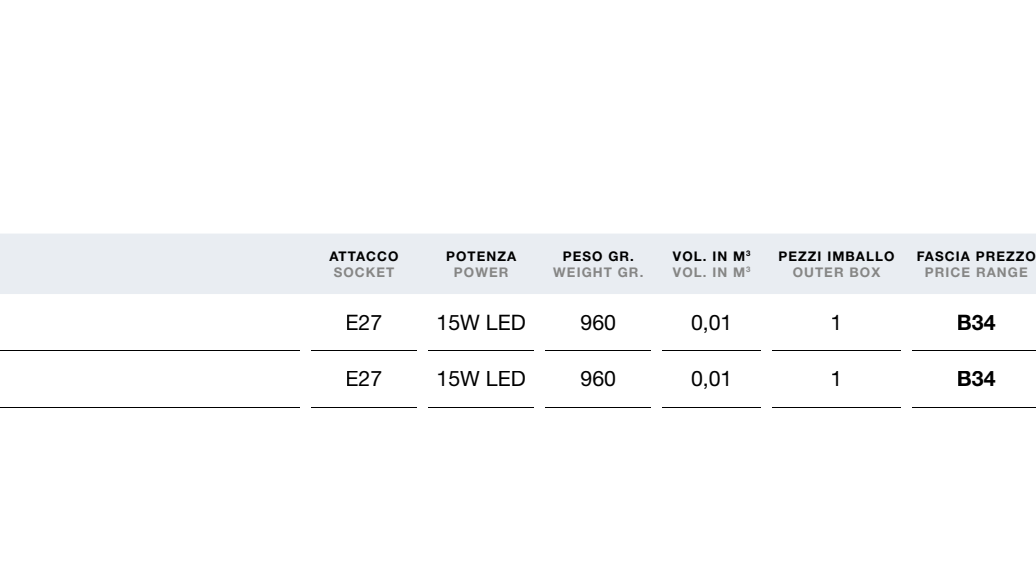 ATTACCO POTENZA PESO GR. VOL. IN M³ PEZZI IMBALLO FASCIA PREZZO
SOCKET POWER WEIGHT GR. VOL. IN M³ OUTER BOX PRICE RANGE
E27 15W LED 960 0,01 1 B34
E27 15W LED 960 0,01 1 B34